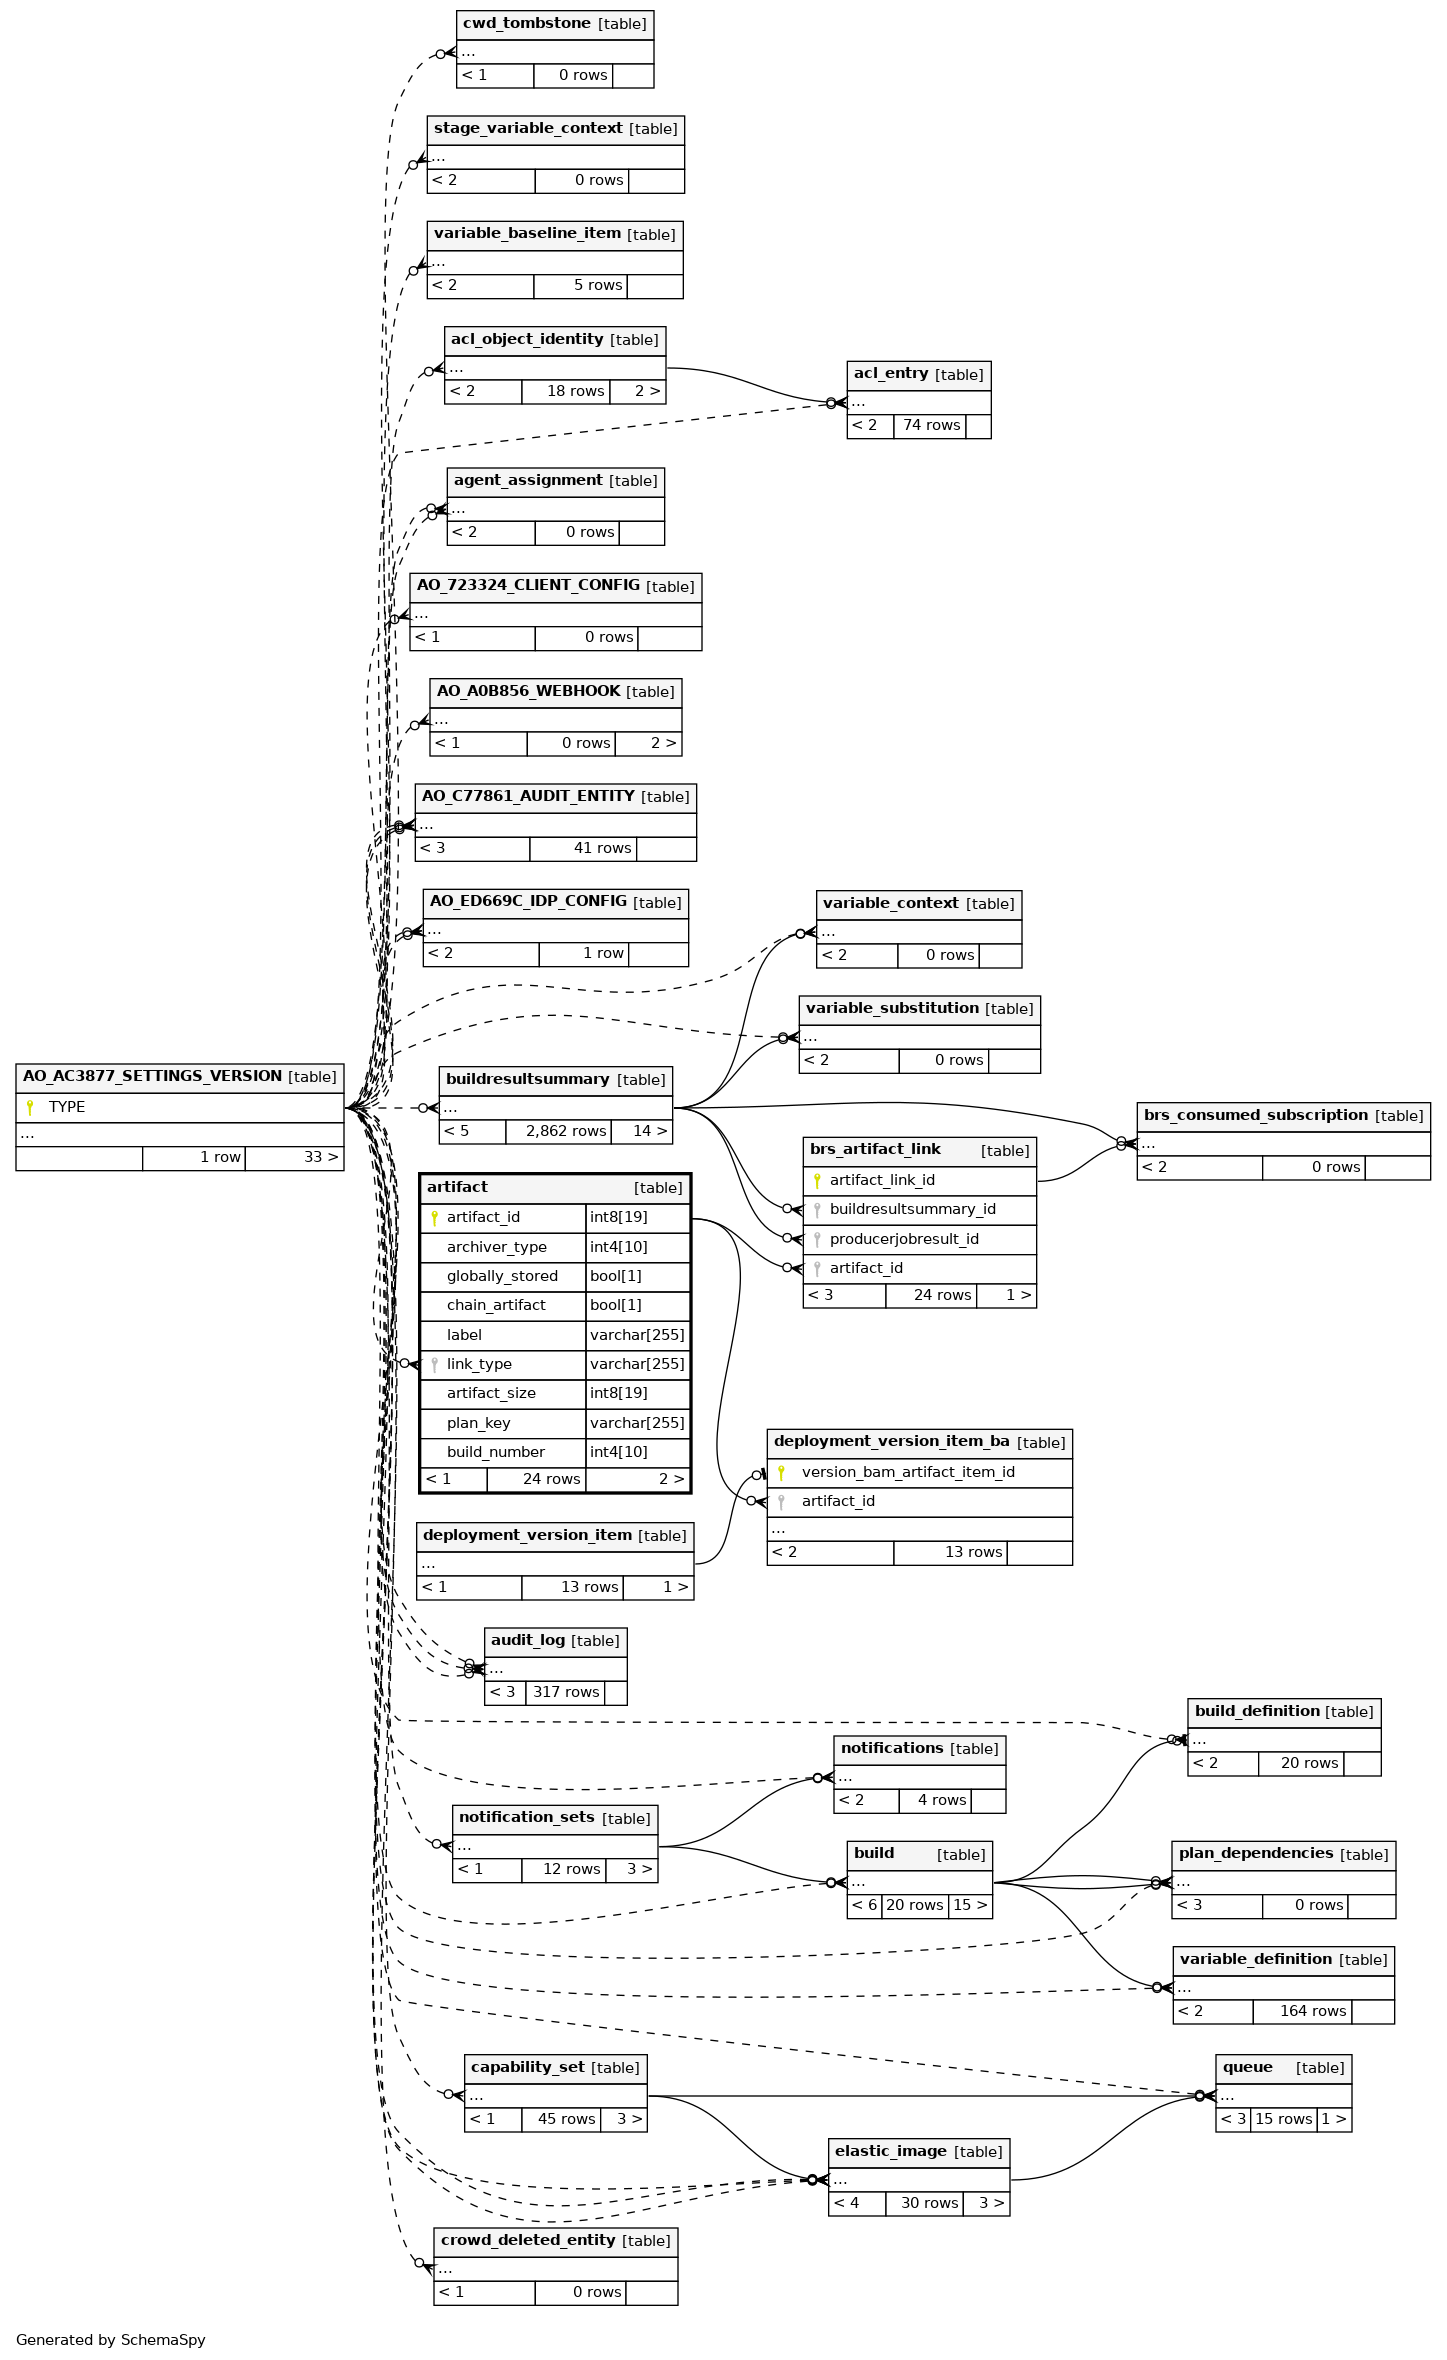 cwd_tombstone [table]
...
< 1 0 rows
stage_variable_context [table]
...
< 2 0 rows
variable_baseline_item [table]
...
< 2 5 rows
acl_object_identity [table]
...
< 2 18 rows 2 >
acl_entry [table]
...
< 2 74 rows
agent_assignment [table]
...
< 2 0 rows
AO_723324_CLIENT_CONFIG [table]
...
< 1 0 rows
AO_A0B856_WEBHOOK [table]
...
< 1 0 rows 2 >
AO_C77861_AUDIT_ENTITY [table]
...
< 3 41 rows
AO_ED669C_IDP_CONFIG [table]
...
< 2 1 row
variable_context [table]
...
< 2 0 rows
variable_substitution [table]
...
< 2 0 rows
AO_AC3877_SETTINGS_VERSION [table]
TYPE
...
1 row 33 >
buildresultsummary [table]
...
< 5 2,862 rows 14 >
brs_consumed_subscription [table]
...
< 2 0 rows
brs_artifact_link [table]
artifact_link_id
buildresultsummary_id
producerjobresult_id
artifact_id
< 3 24 rows 1 >
artifact [table]
artifact_id int8[19]
archiver_type int4[10]
globally_stored bool[1]
chain_artifact bool[1]
label varchar[255]
link_type varchar[255]
artifact_size int8[19]
plan_key varchar[255]
build_number int4[10]
< 1 24 rows 2 >
deployment_version_item_ba [table]
version_bam_artifact_item_id
artifact_id
...
< 2 13 rows
deployment_version_item [table]
...
< 1 13 rows 1 >
audit_log [table]
...
< 3 317 rows
build_definition [table]
...
< 2 20 rows
notifications [table]
...
< 2 4 rows
notification_sets [table]
...
< 1 12 rows 3 >
build [table]
...
< 6 20 rows 15 >
plan_dependencies [table]
...
< 3 0 rows
variable_definition [table]
...
< 2 164 rows
capability_set [table]
...
< 1 45 rows 3 >
queue [table]
...
< 3 15 rows 1 >
elastic_image [table]
...
< 4 30 rows 3 >
crowd_deleted_entity [table]
...
< 1 0 rows
Generated by SchemaSpy